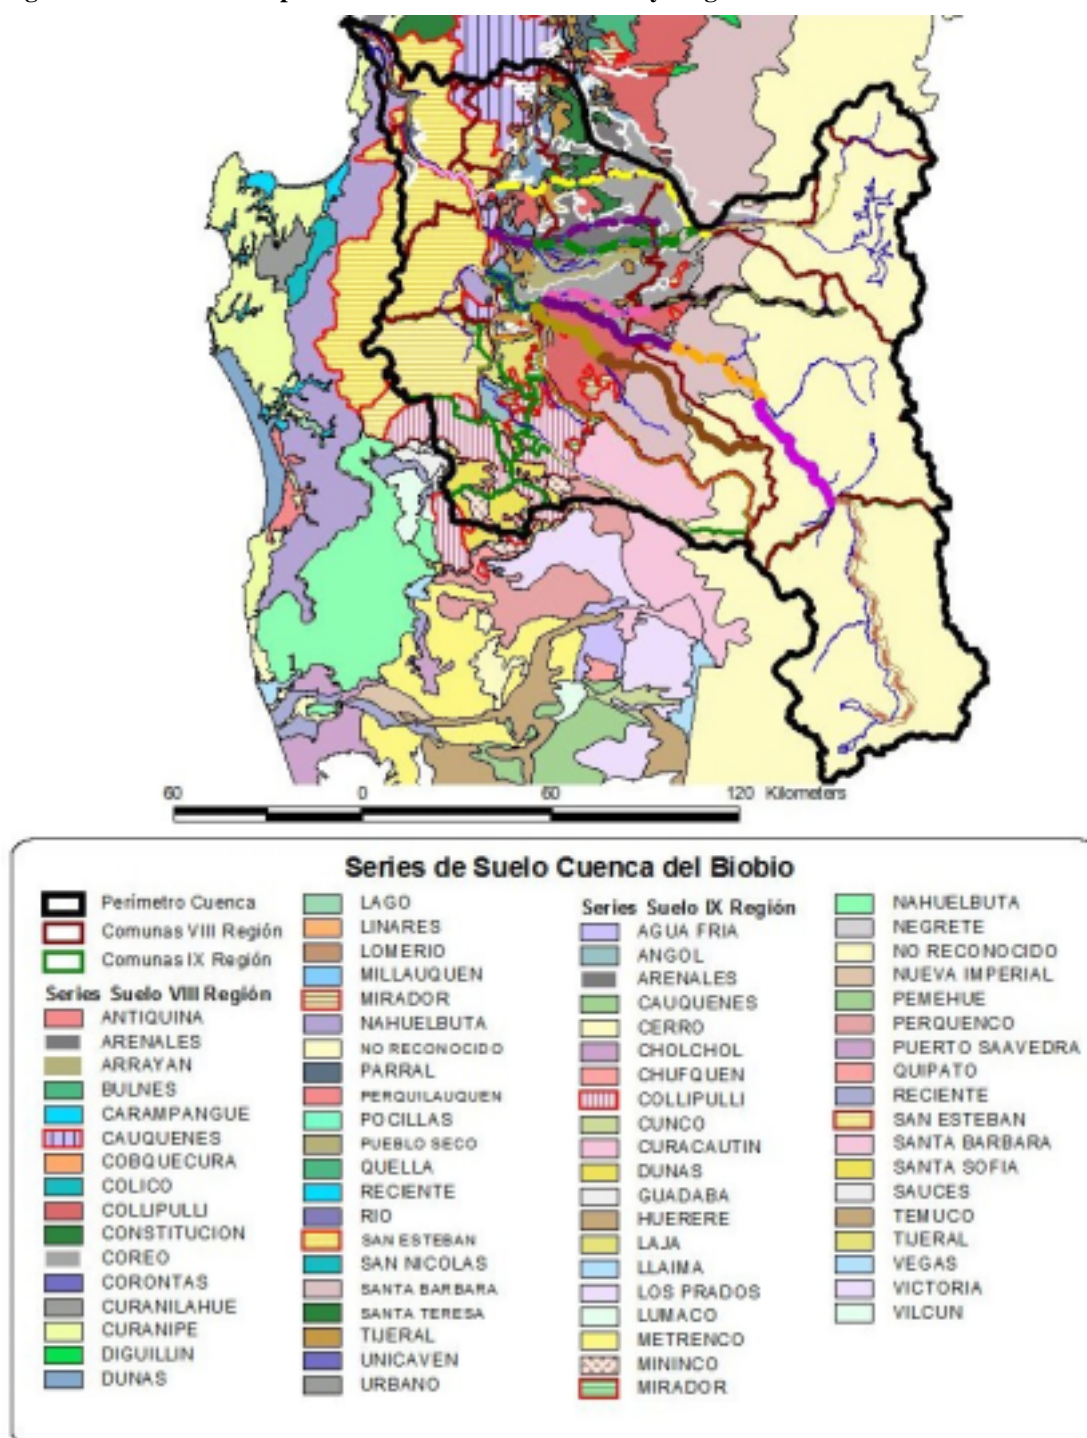 60 0 60 120 Kilometers
Series de Suelo Cuenca del Biobio
Perímetro Cuenca
Comunas VIII Región
Comunas IX Región
Series Suelo VIII Región
ANTIQUINA
ARENALES
ARRAYAN
BULNES
CARAMPANGUE
CAUQUENES
COBQUECURA
COLICO
COLLIPULLI
CONSTITUCION
COREO
CORONTAS
CURANILAHUE
CURANIPE
DIGUILLIN
DUNAS
LAGO
LINARES
LOMERIO
MILLAUQUEN
MIRADOR
NAHUELBUTA
NO RECONOCIDO
PARRAL
PERQUILAUQUEN
POCILLAS
PUEBLO SECO
QUELLA
RECIENTE
RIO
SAN ESTEBAN
SAN NICOLAS
SANTA BARBARA
SANTA TERESA
TIJERAL
UNICAVEN
URBANO
Series Suelo IX Región
AGUA FRIA
ANGOL
ARENALES
CAUQUENES
CERRO
CHOLCHOL
CHUFQUEN
COLLIPULLI
CUNCO
CURACAUTIN
DUNAS
GUADABA
HUERERE
LAJA
LLAIMA
LOS PRADOS
LUMACO
METRENCO
MININCO
MIRADOR
NAHUELBUTA
NEGRETE
NO RECONOCIDO
NUEVA IMPERIAL
PEMEHUE
PERQUENCO
PUERTO SAAVEDRA
QUIPATO
RECIENTE
SAN ESTEBAN
SANTA BARBARA
SANTA SOFIA
SAUCES
TEMUCO
TIJERAL
VEGAS
VICTORIA
VILCUN